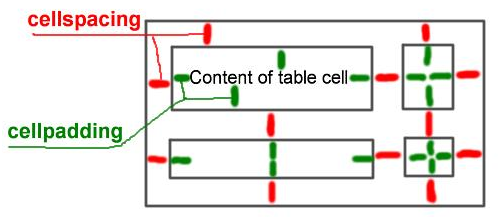 cellspacing
Content of table cell
cellpadding